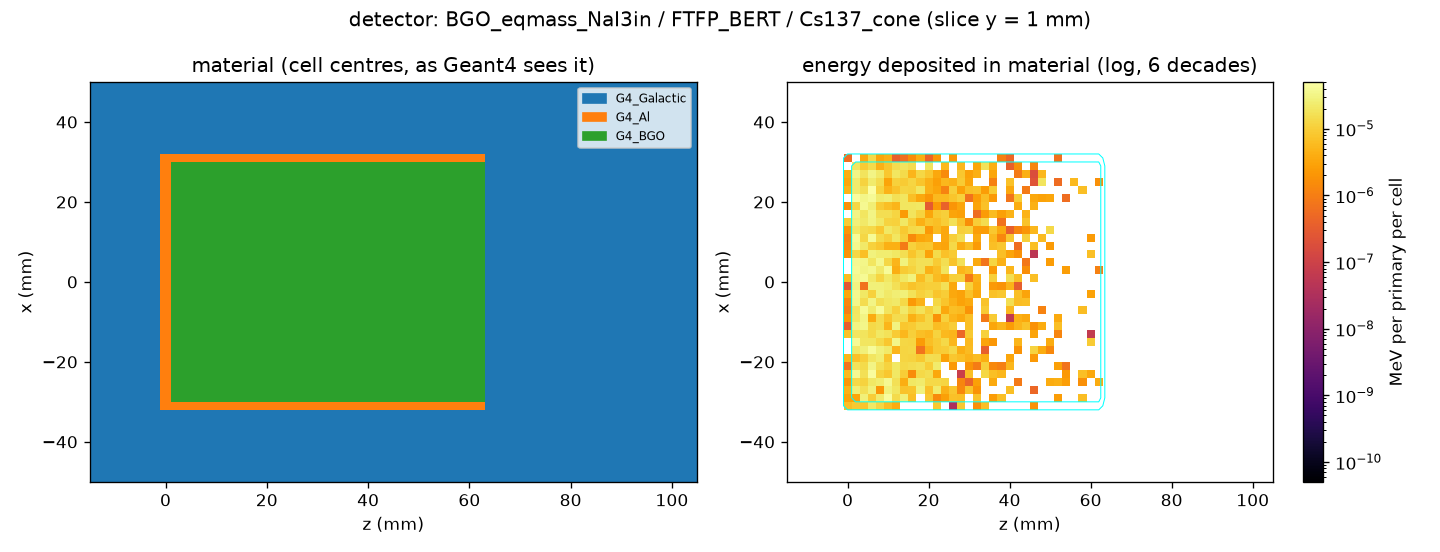 detector: BGO_eqmass_NaI3in / FTFP_BERT / Cs137_cone (slice y = 1 mm)
material (cell centres, as Geant4 sees it)
G4_Galactic
G4_Al
G4_BGO
40
20
0
−20
−40
x (mm)
0
20
40
60
80
100
z (mm)
energy deposited in material (log, 6 decades)
40
20
0
−20
−40
x (mm)
0
20
40
60
80
100
z (mm)
10⁻⁵
10⁻⁶
10⁻⁷
10⁻⁸
10⁻⁹
10⁻¹⁰
MeV per primary per cell